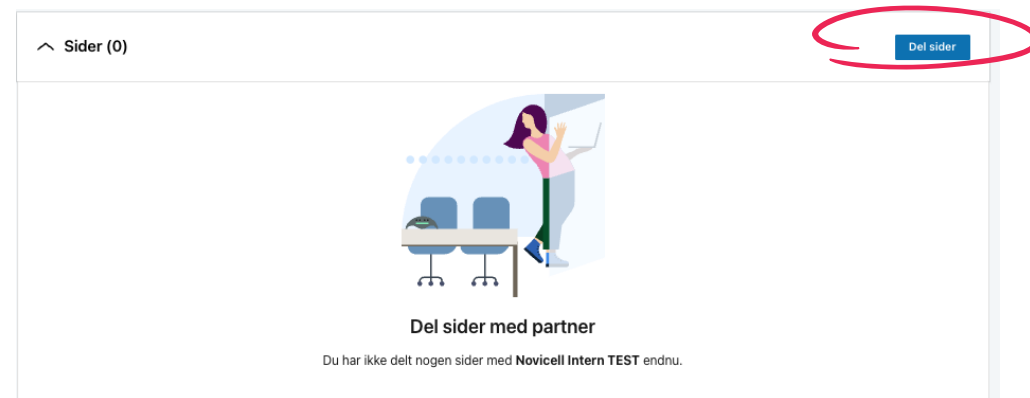 Sider (0)
Del sider
Del sider med partner
Du har ikke delt nogen sider med Novicell Intern TEST endnu.